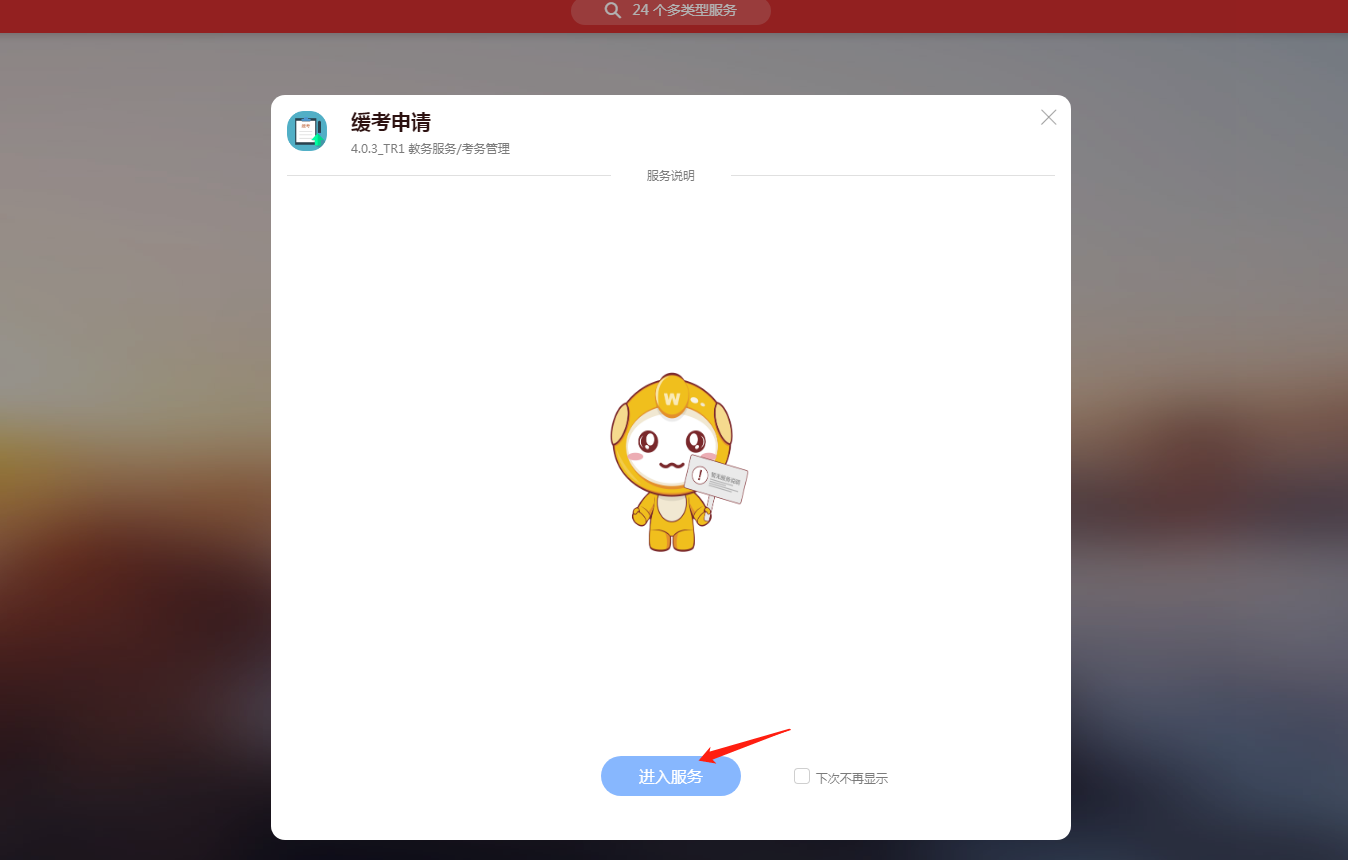 24 个多类型服务
缓考申请
4.0.3_TR1 教务服务/考务管理
服务说明
W
进入服务
下次不再显示